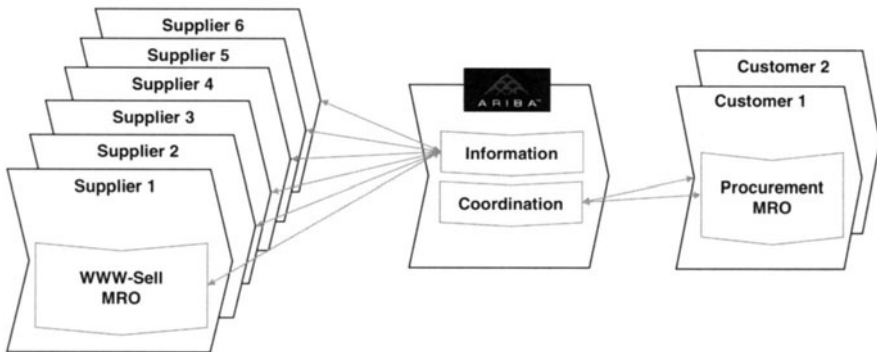 Supplier 6
Supplier 5
Supplier 4
Supplier 3
Supplier 2
Supplier 1
WWW-Sell
MRO
ARIBA™
Information
Coordination
Customer 2
Customer 1
Procurement
MRO